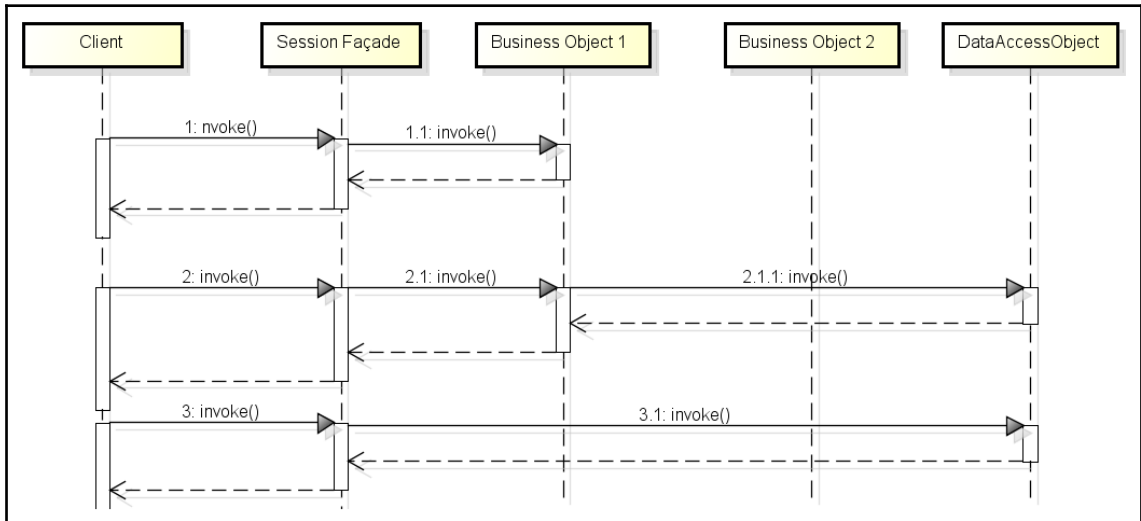 Client
Session Façade
Business Object 1
Business Object 2
DataAccessObject
1: nvoke()
1.1: invoke()
2: invoke()
2.1: invoke()
2.1.1: invoke()
3: invoke()
3.1: invoke()